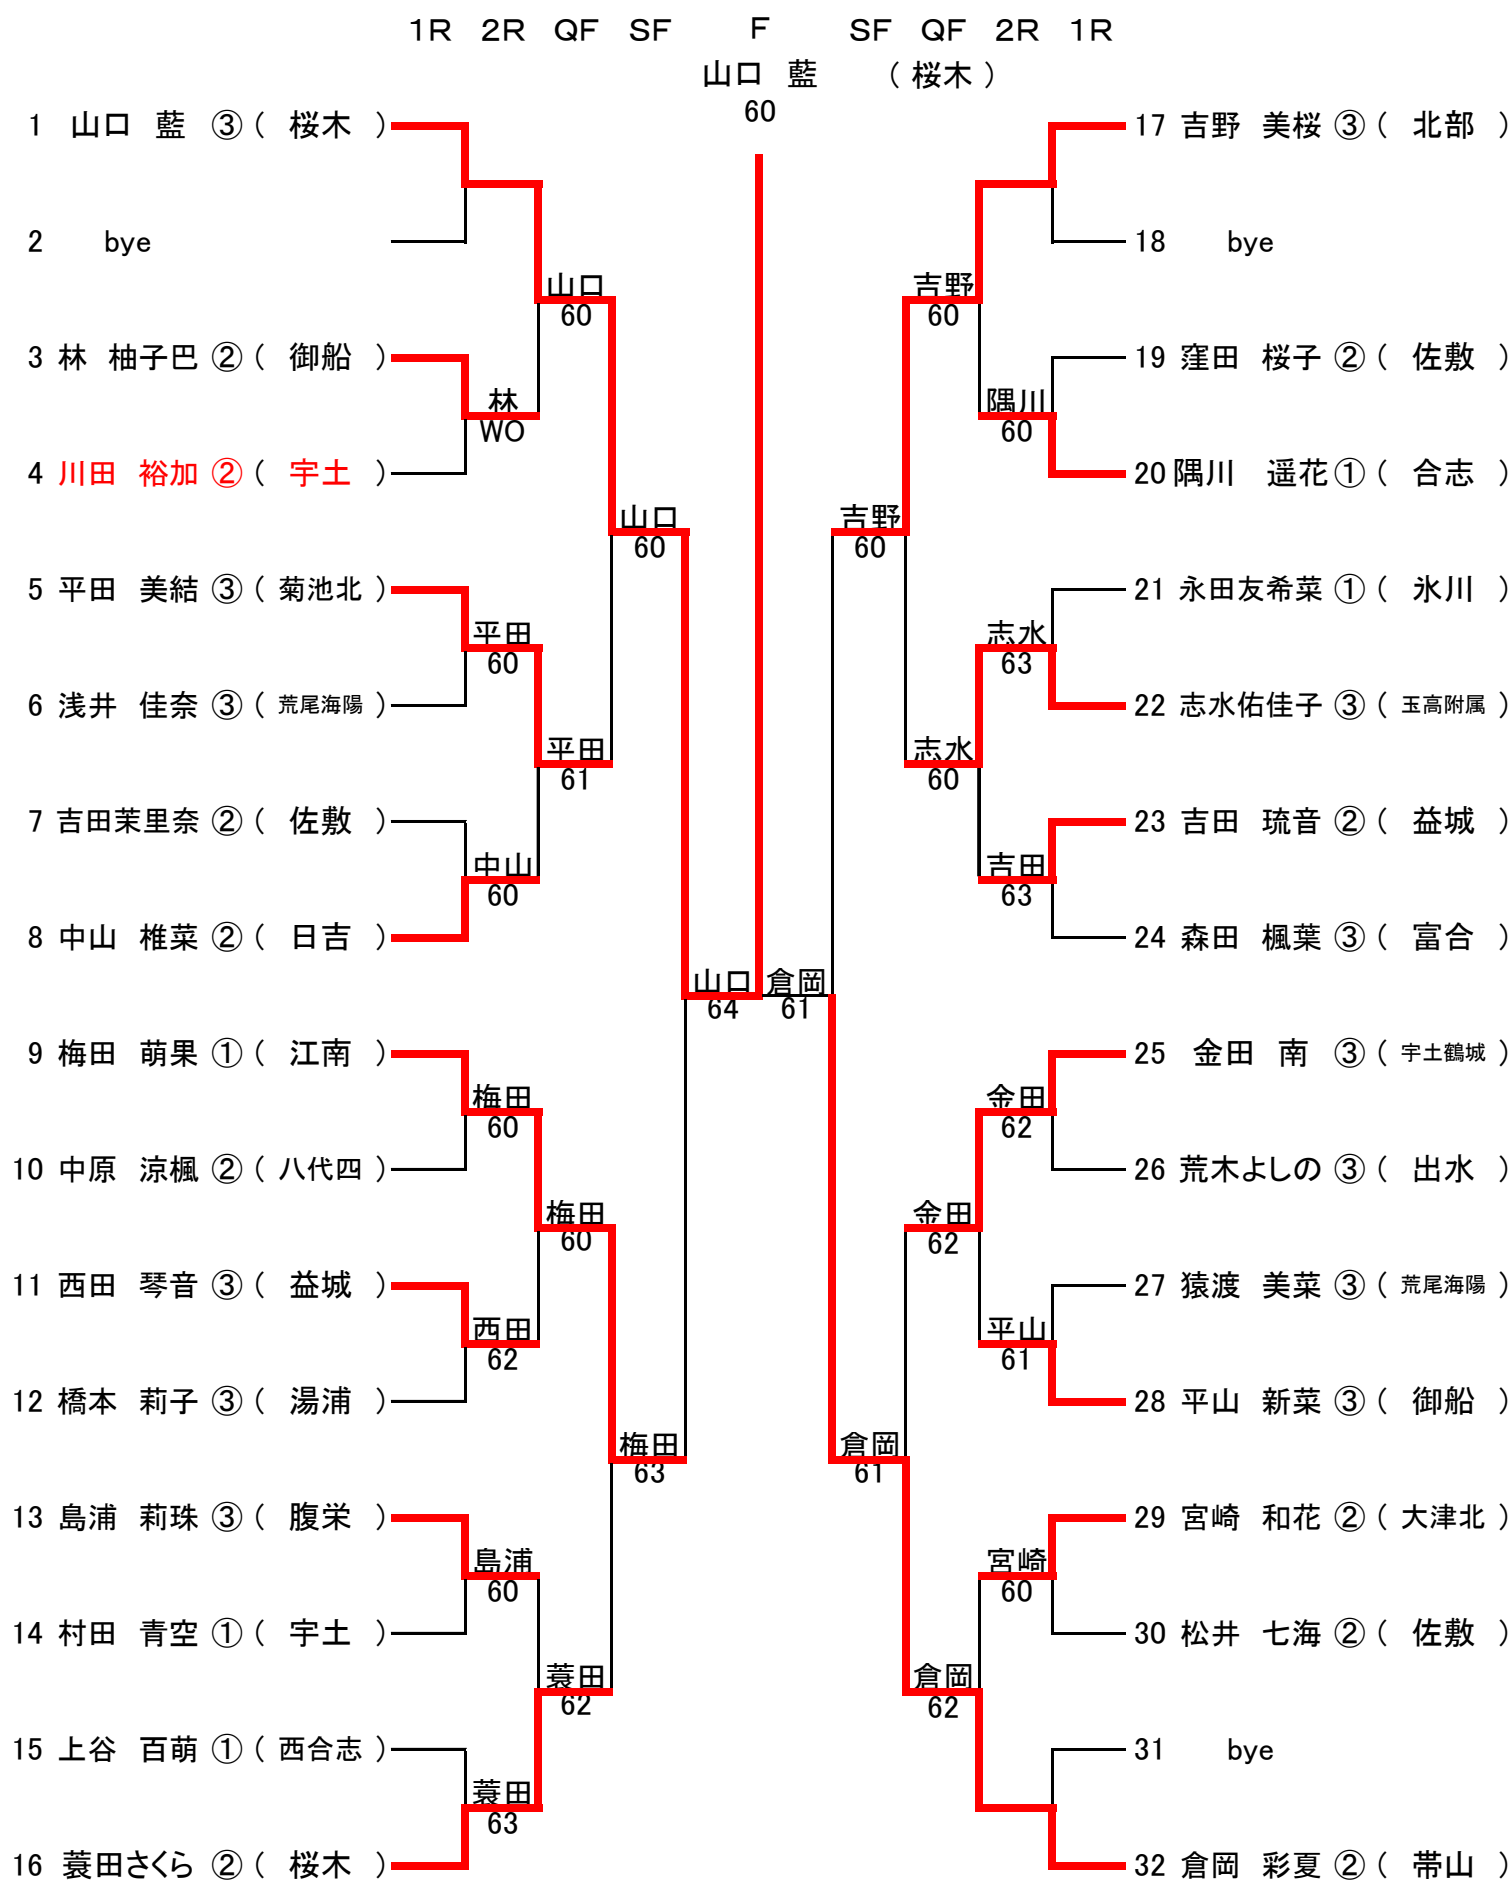 1R 2R QF SF F SF QF 2R 1R
山口 藍 ( 桜木 )
60
1 山口 藍 ③ ( 桜木 )
2 bye
3 林 柚子巴 ② ( 御船 )
4 川田 裕加 ② ( 宇土 )
5 平田 美結 ③ ( 菊池北 )
6 浅井 佳奈 ③ ( 荒尾海陽 )
7 吉田茉里奈 ② ( 佐敷 )
8 中山 椎菜 ② ( 日吉 )
9 梅田 萌果 ① ( 江南 )
10 中原 涼楓 ② ( 八代四 )
11 西田 琴音 ③ ( 益城 )
12 橋本 莉子 ③ ( 湯浦 )
13 島浦 莉珠 ③ ( 腹栄 )
14 村田 青空 ① ( 宇土 )
15 上谷 百萌 ① ( 西合志 )
16 蓑田さくら ② ( 桜木 )
林
WO
平田
60
中山
60
梅田
60
西田
62
島浦
60
蓑田
63
山口
60
平田
61
梅田
60
蓑田
62
山口
60
梅田
63
山口
64
倉岡
61
吉野
60
倉岡
61
吉野
60
志水
60
金田
62
倉岡
62
隅川
60
志水
63
吉田
63
金田
62
平山
61
宮崎
60
17 吉野 美桜 ③ ( 北部 )
18 bye
19 窪田 桜子 ② ( 佐敷 )
20 隅川 遥花 ① ( 合志 )
21 永田友希菜 ① ( 氷川 )
22 志水佑佳子 ③ ( 玉高附属 )
23 吉田 琉音 ② ( 益城 )
24 森田 楓葉 ③ ( 富合 )
25 金田 南 ③ ( 宇土鶴城 )
26 荒木よしの ③ ( 出水 )
27 猿渡 美菜 ③ ( 荒尾海陽 )
28 平山 新菜 ③ ( 御船 )
29 宮崎 和花 ② ( 大津北 )
30 松井 七海 ② ( 佐敷 )
31 bye
32 倉岡 彩夏 ② ( 帯山 )